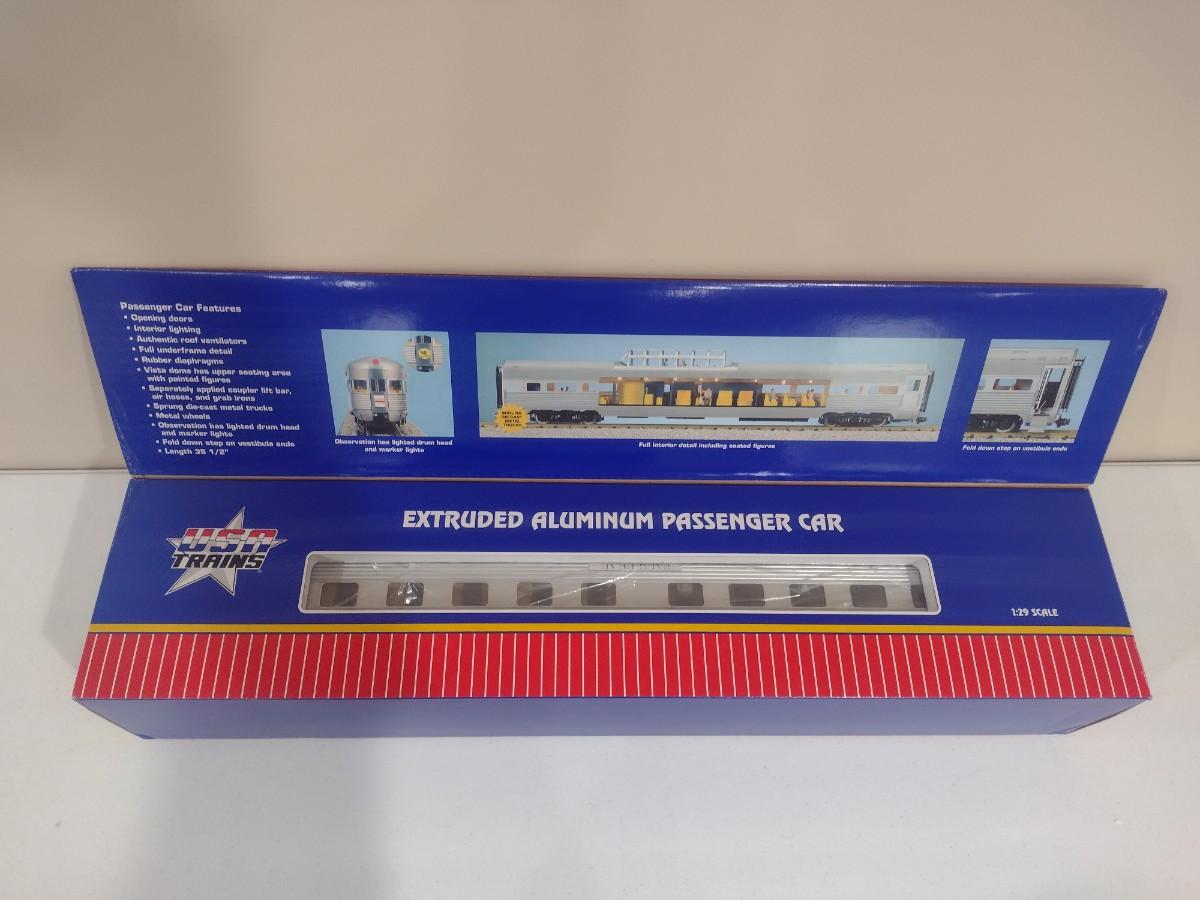 Passenger Car Features
• Opening doors
• Interior lighting
• Authentic roof ventilators
• Full underframe detail
• Rubber diaphragms
• Vista dome has upper seating area
with painted figures
• Separately applied coupler lift bar,
air hoses, and grab irons
• Sprung die-cast metal trucks
• Metal wheels
• Observation has lighted drum head
and marker lights
• Fold down step on vestibule ends
• Length 35 1/2"
Observation has lighted drum head
and marker lights
Full interior detail including seated figures
Fold down step on vestibule ends
USA
TRAINS
EXTRUDED ALUMINUM PASSENGER CAR
1:29 SCALE